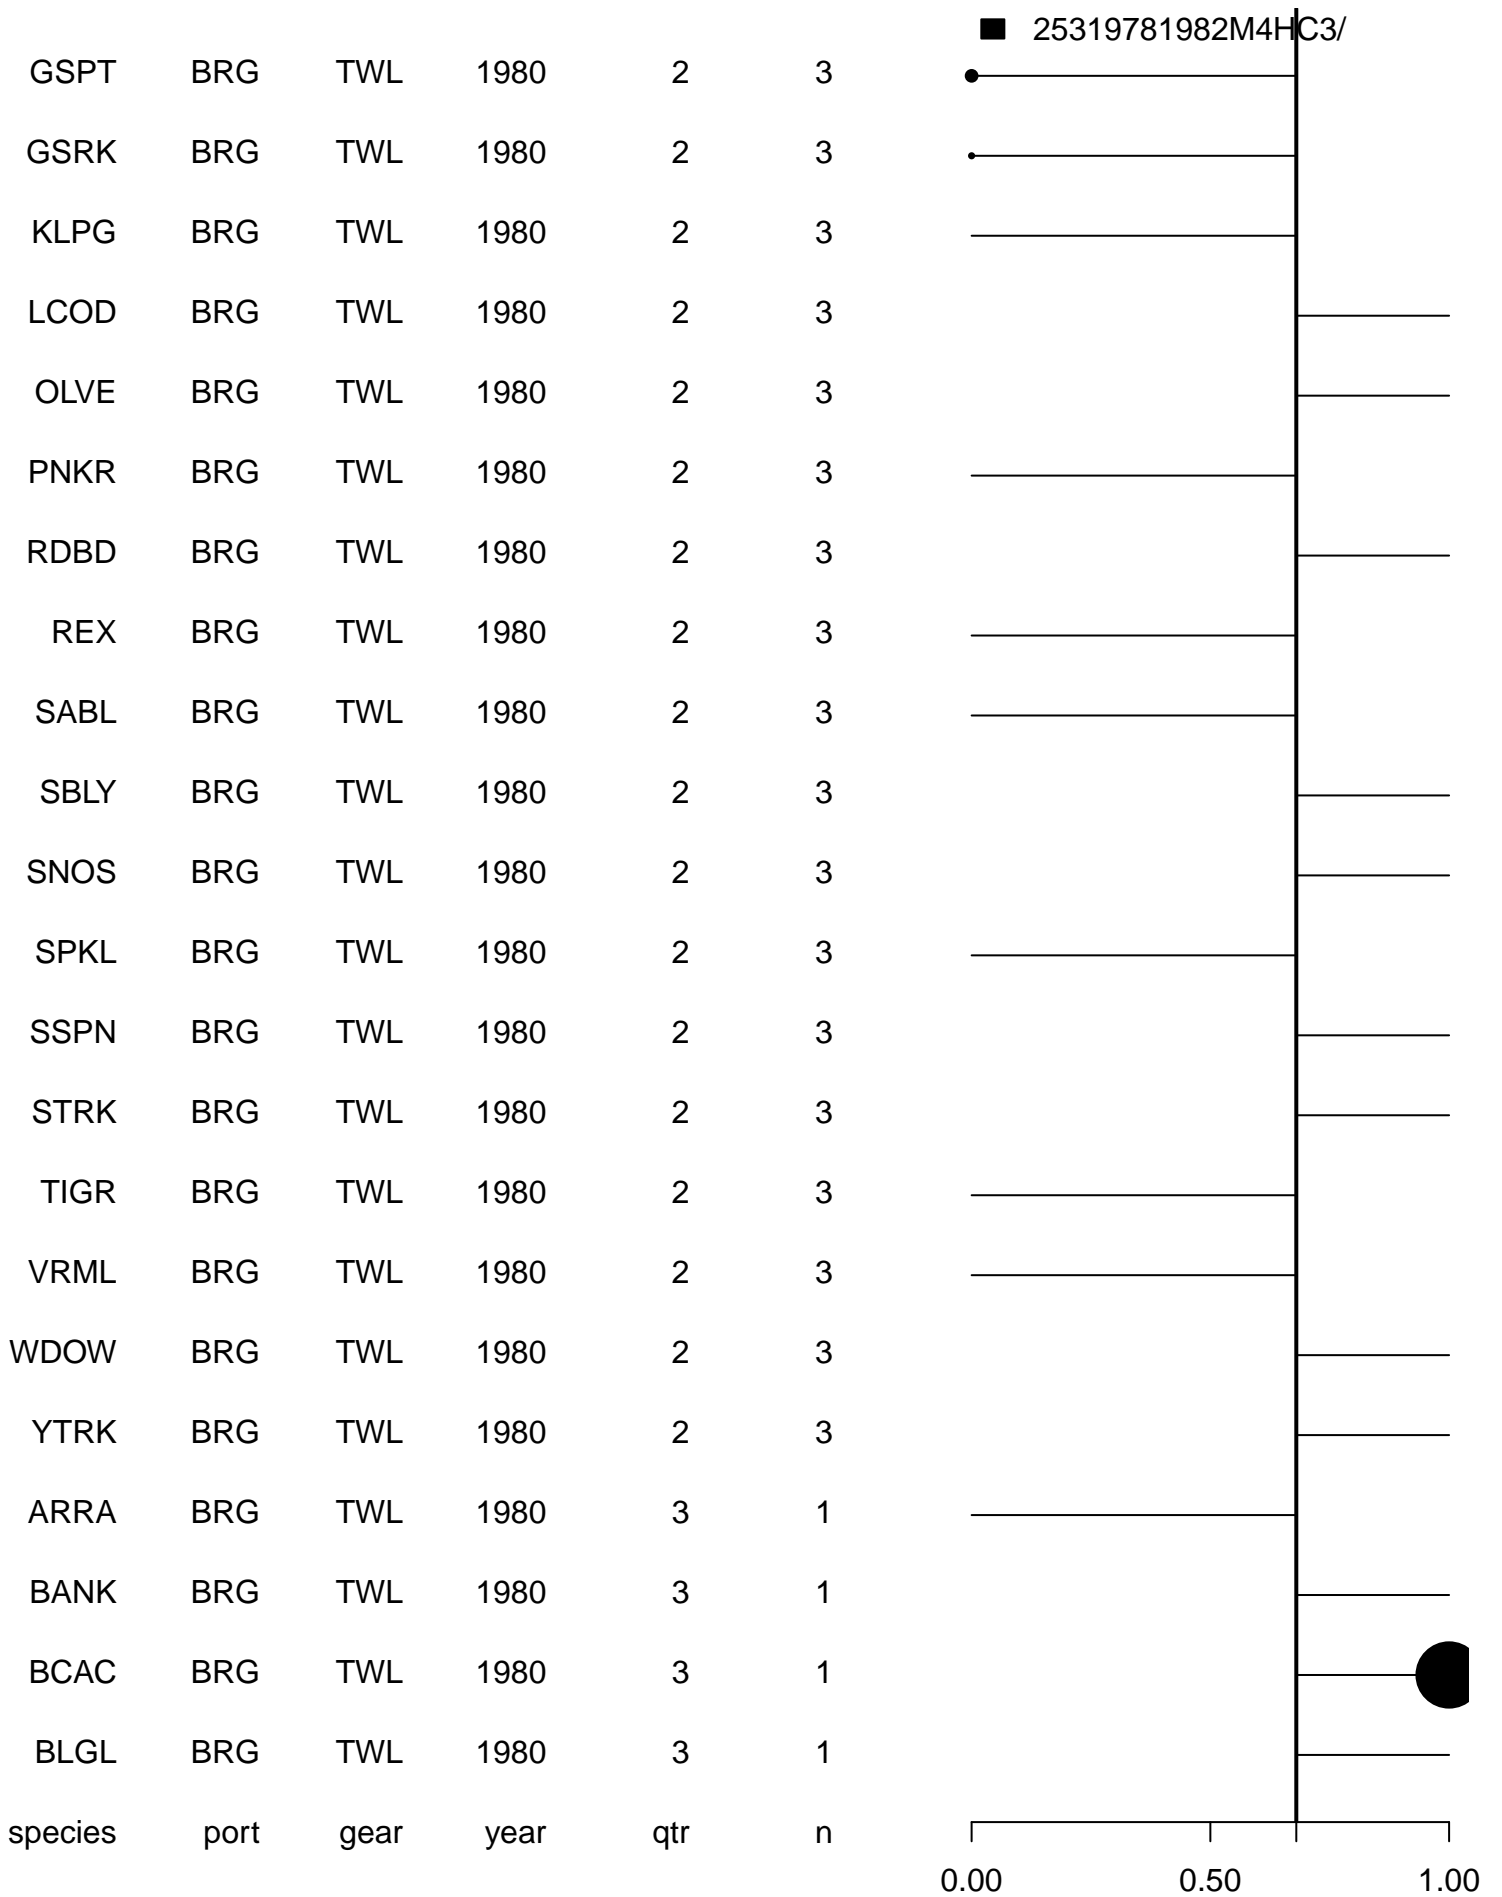 25319781982M4HC3/
GSPT BRG TWL 1980 2 3
GSRK BRG TWL 1980 2 3
KLPG BRG TWL 1980 2 3
LCOD BRG TWL 1980 2 3
OLVE BRG TWL 1980 2 3
PNKR BRG TWL 1980 2 3
RDBD BRG TWL 1980 2 3
REX BRG TWL 1980 2 3
SABL BRG TWL 1980 2 3
SBLY BRG TWL 1980 2 3
SNOS BRG TWL 1980 2 3
SPKL BRG TWL 1980 2 3
SSPN BRG TWL 1980 2 3
STRK BRG TWL 1980 2 3
TIGR BRG TWL 1980 2 3
VRML BRG TWL 1980 2 3
WDOW BRG TWL 1980 2 3
YTRK BRG TWL 1980 2 3
ARRA BRG TWL 1980 3 1
BANK BRG TWL 1980 3 1
BCAC BRG TWL 1980 3 1
BLGL BRG TWL 1980 3 1
species port gear year qtr n
0.00 0.50 1.00